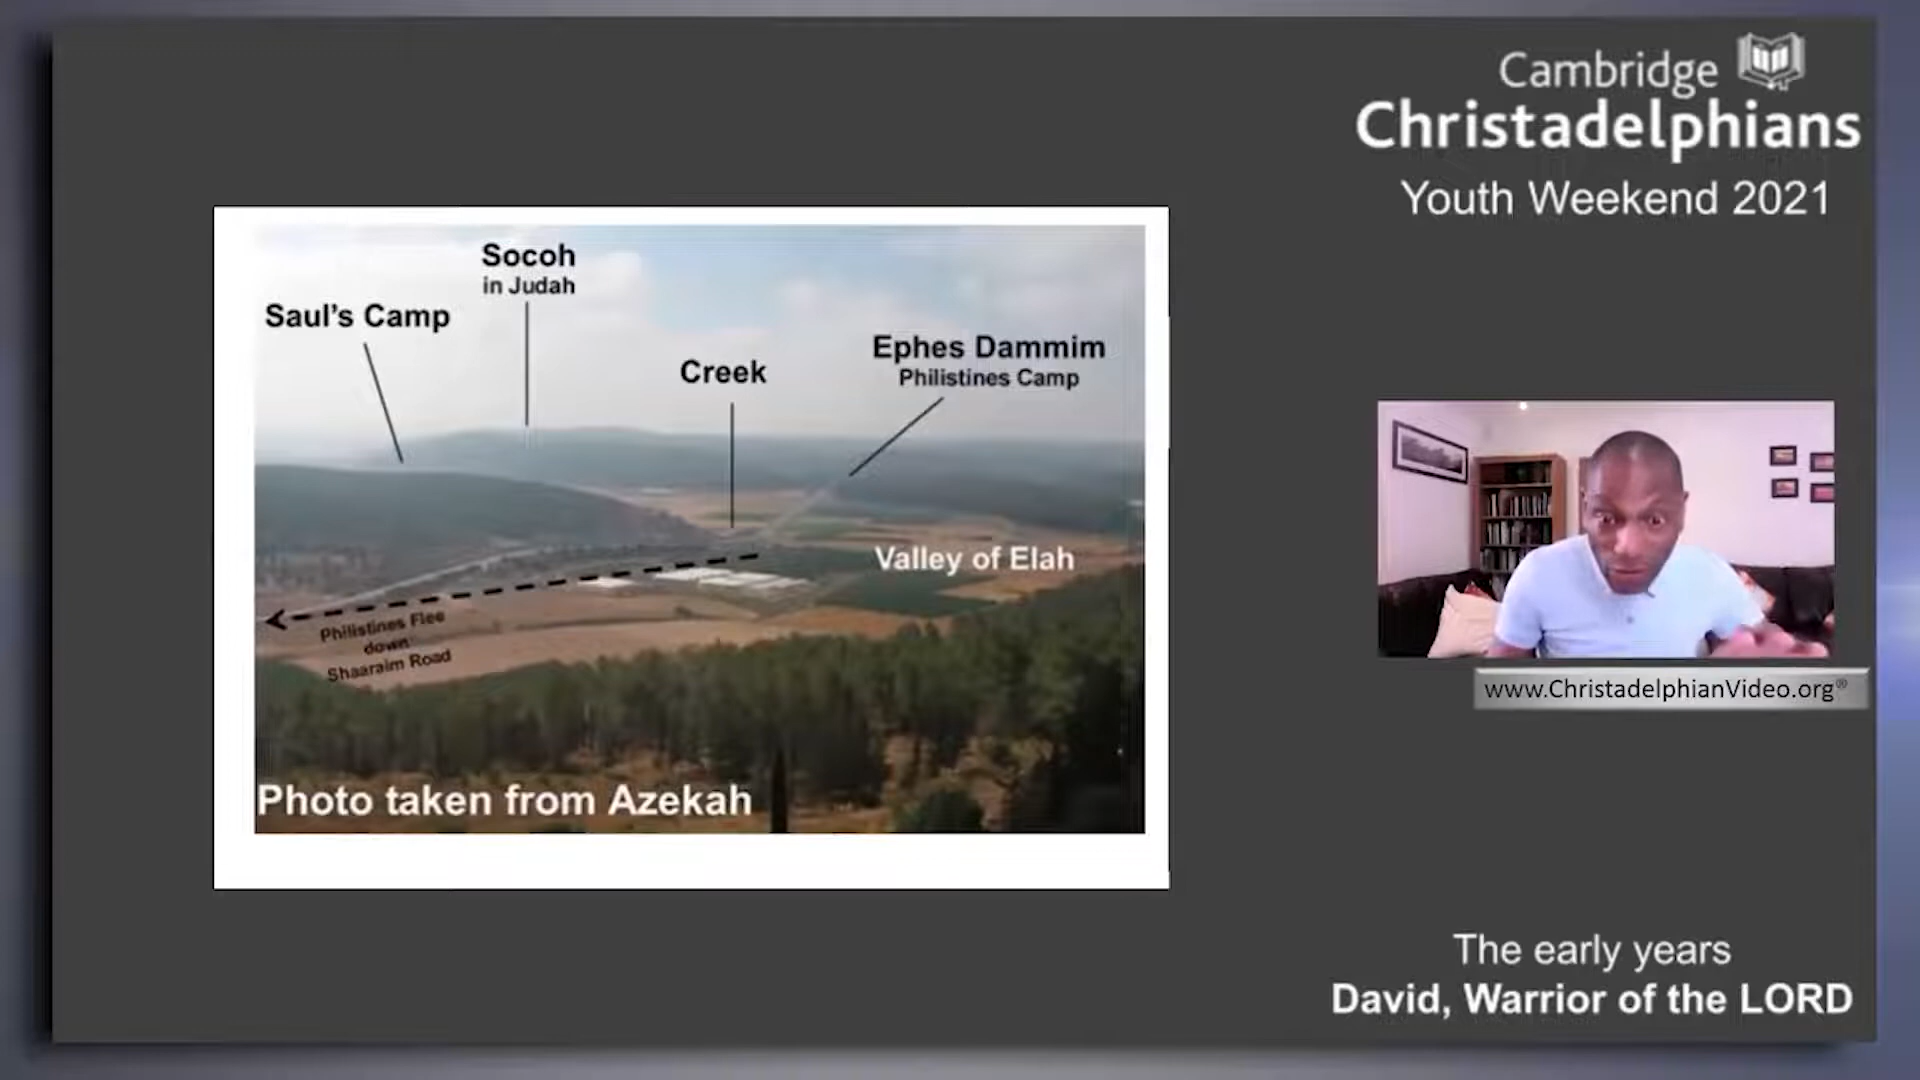 Cambridge
Christadelphians
Youth Weekend 2021
Socoh
in Judah
Saul's Camp
Creek
Ephes Dammim
Philistines Camp
Valley of Elah
Philistines Flee
down
Shaaraim Road
Photo taken from Azekah
www.ChristadelphianVideo.org®
The early years
David, Warrior of the LORD